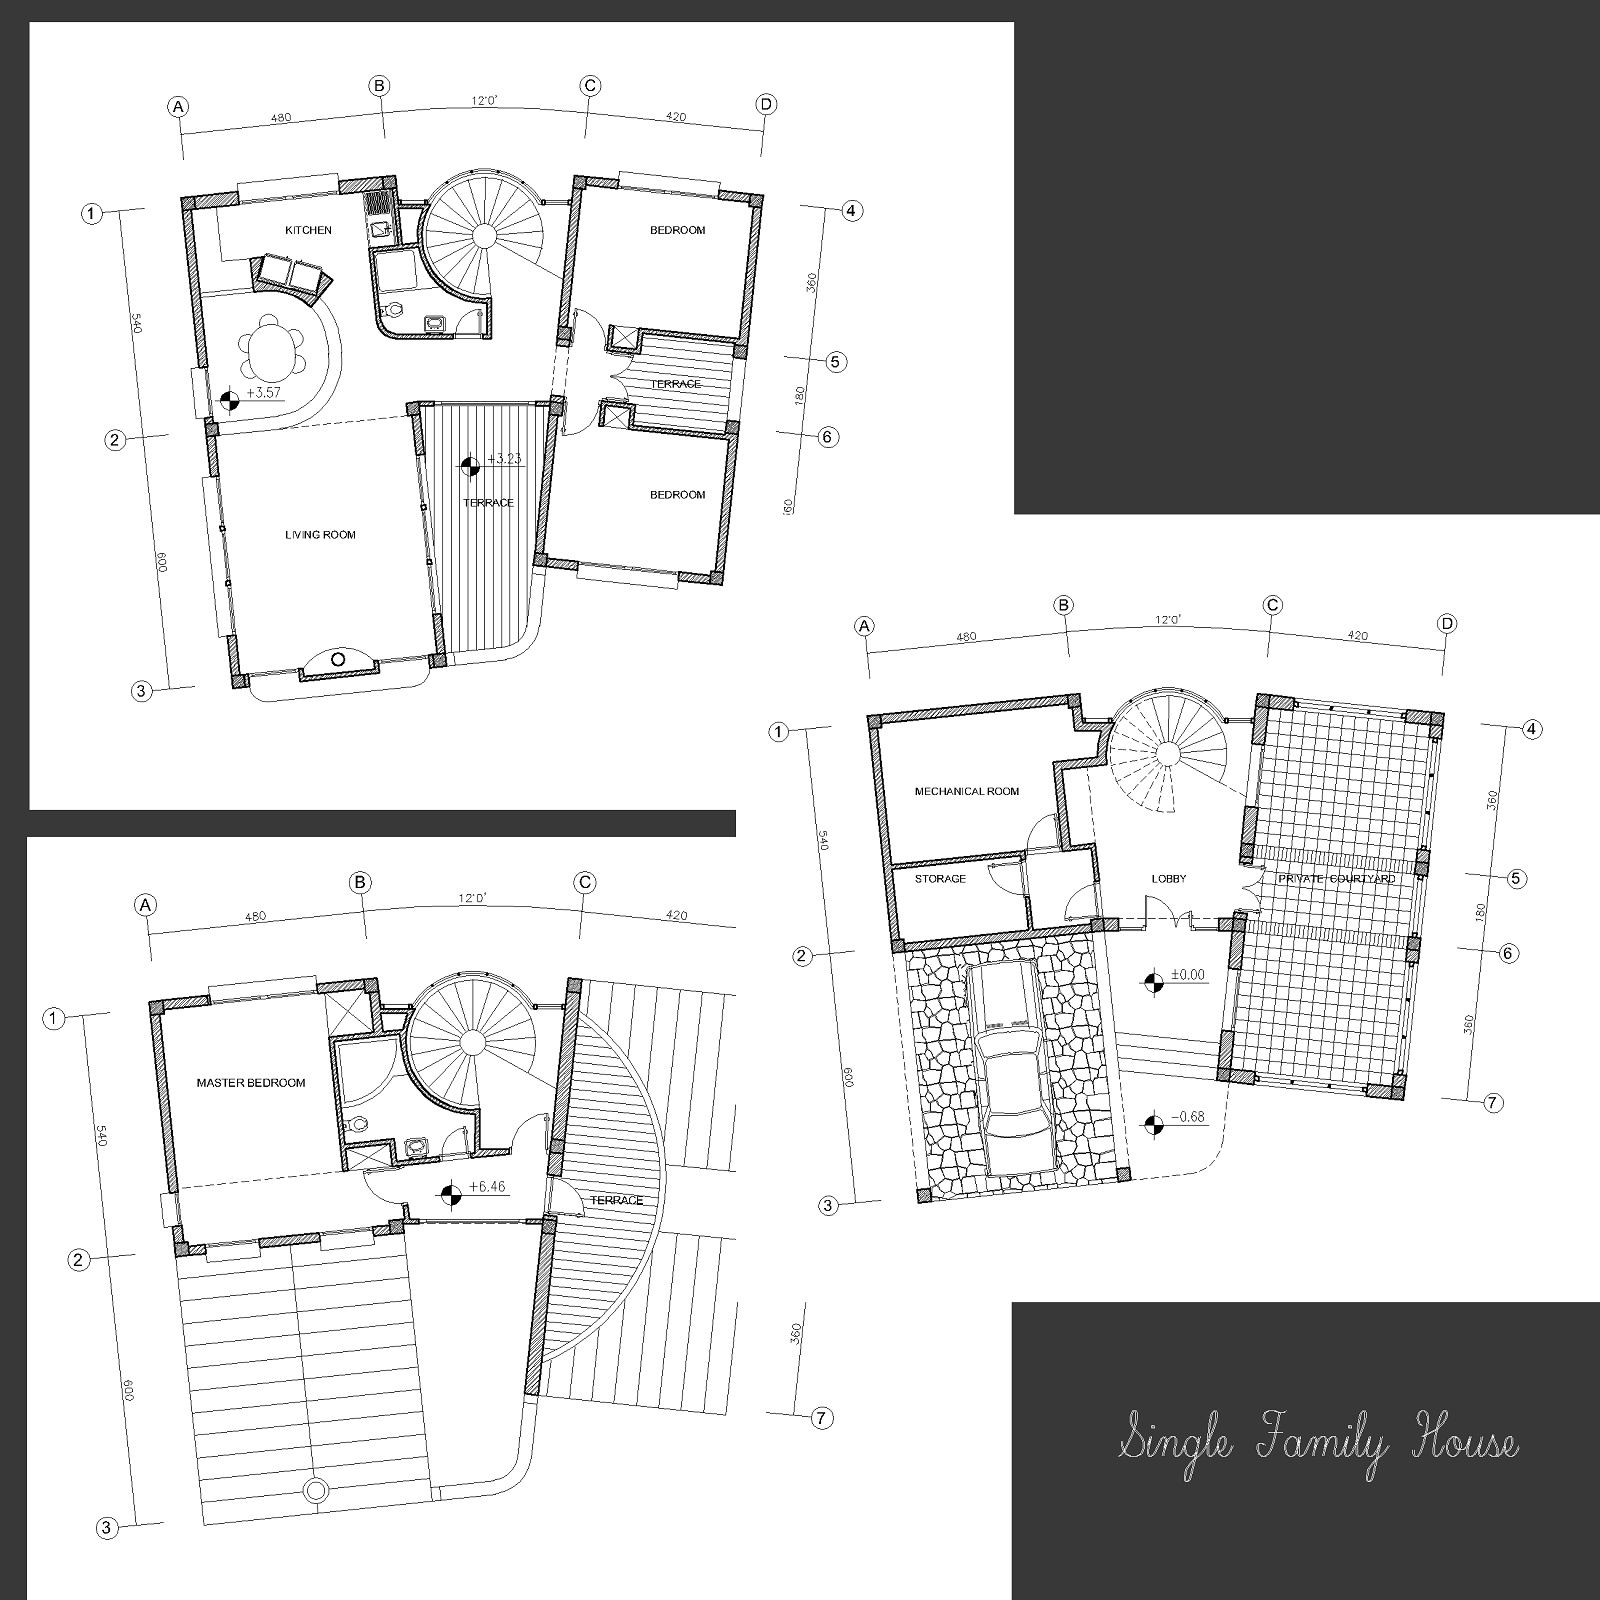 A
B
C
D
480
12'0'
420
1
4
KITCHEN
BEDROOM
360
540
5
TERRACE
180
+3.57
2
6
+3.23
BEDROOM
TERRACE
LIVING ROOM
600
3
A
B
C
D
480
12'0'
420
1
4
MECHANICAL ROOM
360
540
STORAGE
LOBBY
PRIVATE COURTYARD
5
180
2
6
±0.00
360
600
7
-0.68
3
A
B
C
480
12'0'
420
1
MASTER BEDROOM
540
+6.46
TERRACE
2
360
600
7
3
Single Family House